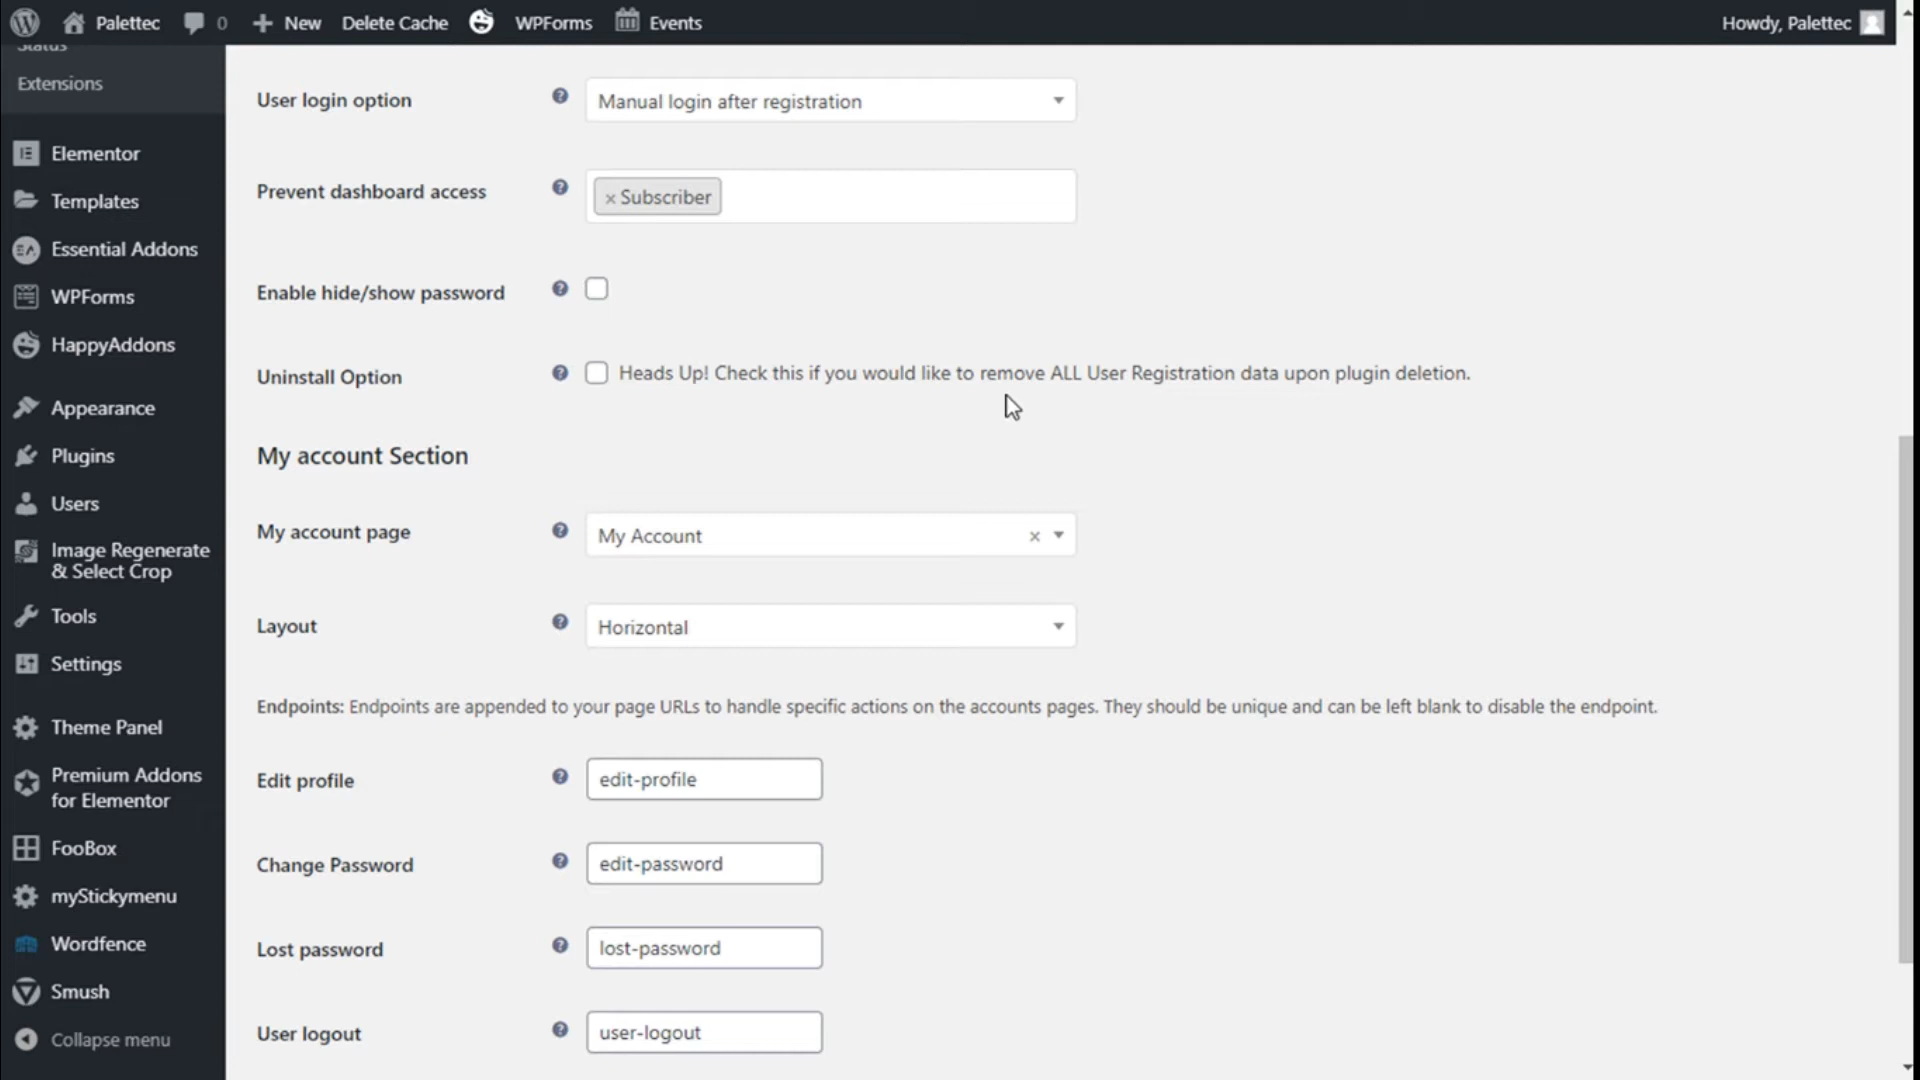 Palettec
0
New
Delete Cache
WPForms
Events
Howdy, Palettec
Status
Extensions
Elementor
Templates
Essential Addons
WPForms
HappyAddons
Appearance
Plugins
Users
Image Regenerate
& Select Crop
Tools
Settings
Theme Panel
Premium Addons
for Elementor
FooBox
myStickymenu
Wordfence
Smush
Collapse menu
User login option
Manual login after registration
Prevent dashboard access
× Subscriber
Enable hide/show password
Uninstall Option
Heads Up! Check this if you would like to remove ALL User Registration data upon plugin deletion.
My account Section
My account page
My Account ×
Layout
Horizontal
Endpoints: Endpoints are appended to your page URLs to handle specific actions on the accounts pages. They should be unique and can be left blank to disable the endpoint.
Edit profile
edit-profile
Change Password
edit-password
Lost password
lost-password
User logout
user-logout